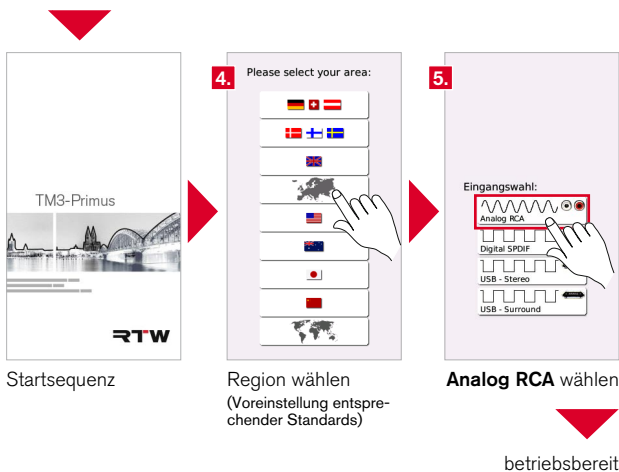 TM3-Primus
RTW
Startsequenz
4.
Please select your area:
Region wählen
(Voreinstellung entspre-
chender Standards)
5.
Eingangswahl:
Analog RCA
Digital SPDIF
USB - Stereo
USB - Surround
Analog RCA wählen
betriebsbereit